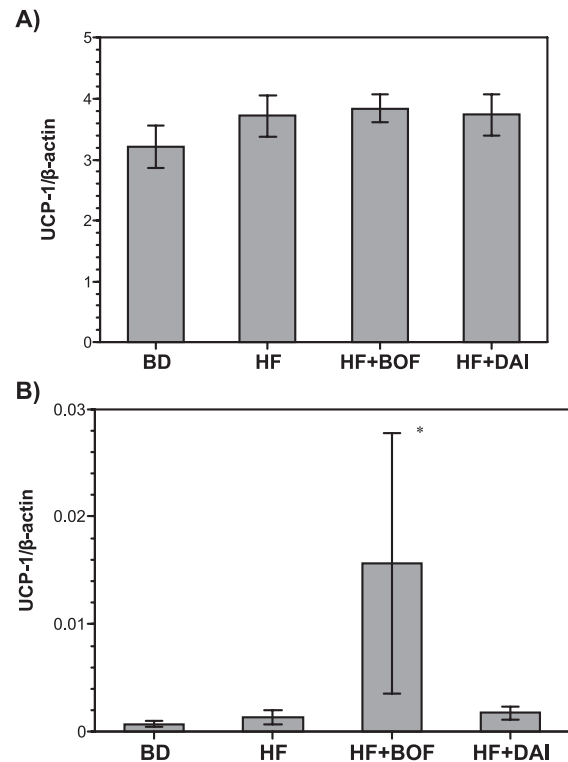 A)
UCP-1/β-actin
5
4
3
2
1
0
BD HF HF+BOF HF+DAI
B)
UCP-1/β-actin
0.03
0.02
0.01
0
*
BD HF HF+BOF HF+DAI